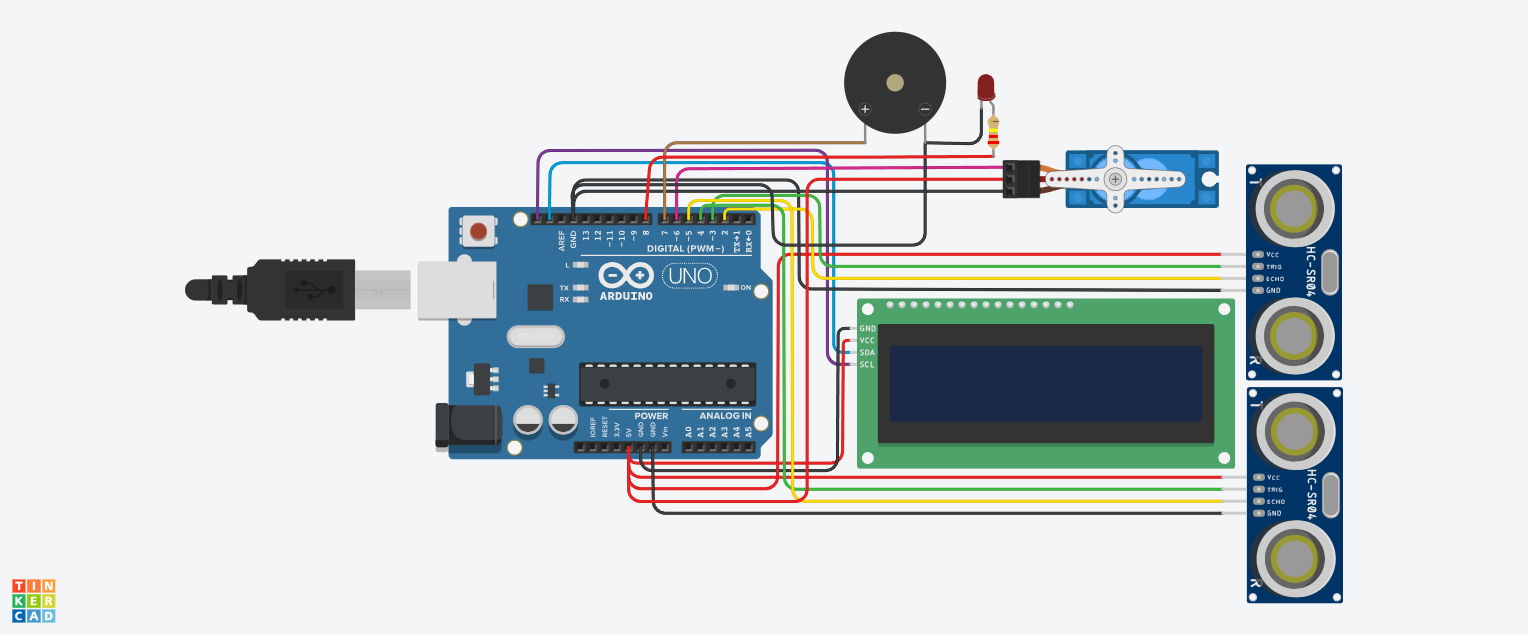 + −
AREF
GND
13
12
~11
~10
~9
8
7
~6
~5
4
~3
2
TX→1
RX←0
DIGITAL (PWM~)
L
TX
RX
UNO
ARDUINO
ON
POWER
ANALOG IN
IOREF
RESET
3.3V
5V
GND
GND
Vin
A0
A1
A2
A3
A4
A5
GND
VCC
SDA
SCL
T
HC-SR04
Vcc
TRIG
ECHO
GND
R
T
HC-SR04
Vcc
TRIG
ECHO
GND
R
TIN
KER
CAD